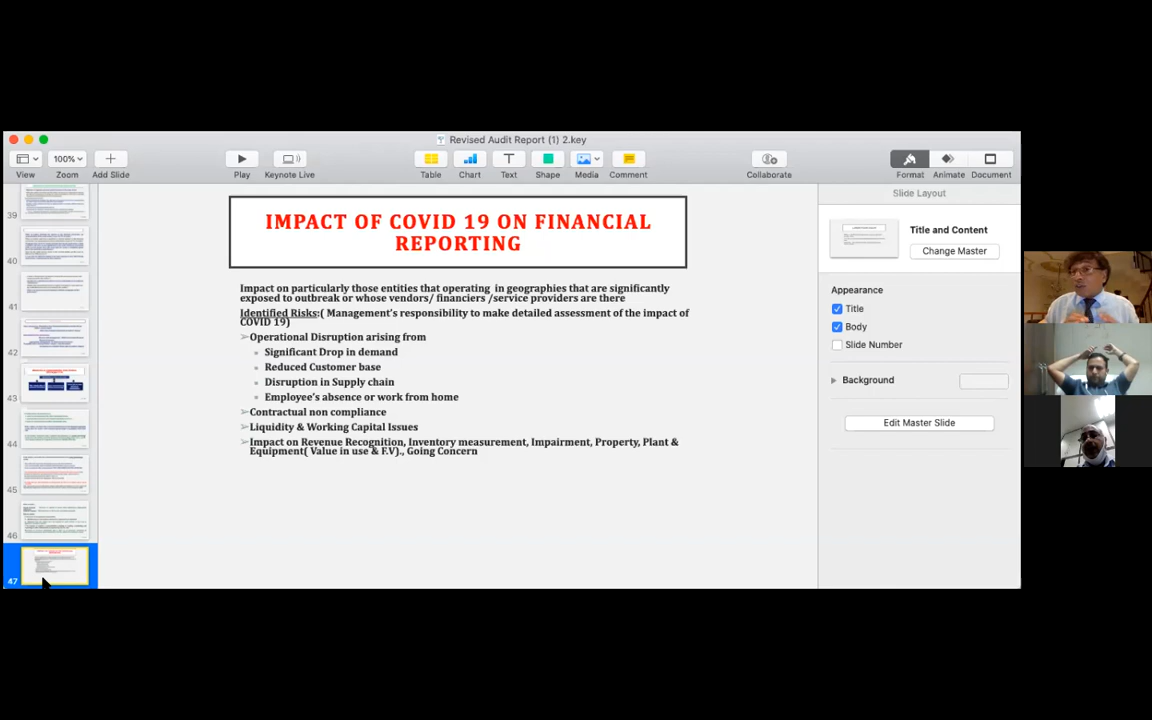 Revised Audit Report (1) 2.key
100%
View
Zoom
Add Slide
Play
Keynote Live
Table
Chart
Text
Shape
Media
Comment
Collaborate
Format
Animate
Document
39
40
41
42
43
44
45
46
47
IMPACT OF COVID 19 ON FINANCIAL
REPORTING
Impact on particularly those entities that operating in geographies that are significantly
exposed to outbreak or whose vendors/ financiers /service providers are there
Identified Risks:( Management's responsibility to make detailed assessment of the impact of
COVID 19)
Operational Disruption arising from
Significant Drop in demand
Reduced Customer base
Disruption in Supply chain
Employee's absence or work from home
Contractual non compliance
Liquidity & Working Capital Issues
Impact on Revenue Recognition, Inventory measurement, Impairment, Property, Plant &
Equipment( Value in use & F.V)., Going Concern
Slide Layout
Title and Content
Change Master
Appearance
Title
Body
Slide Number
Background
Edit Master Slide